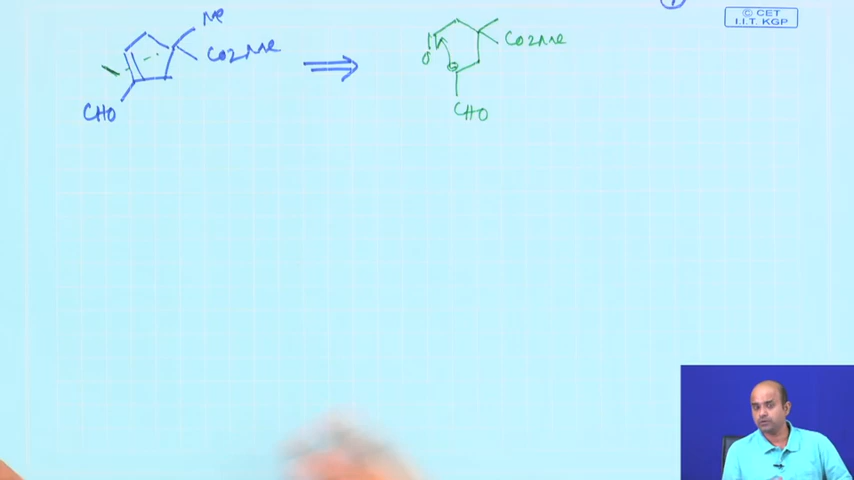 © CET
I.I.T. KGP
Me
CO2Me
CHO
O
CO2Me
CHO